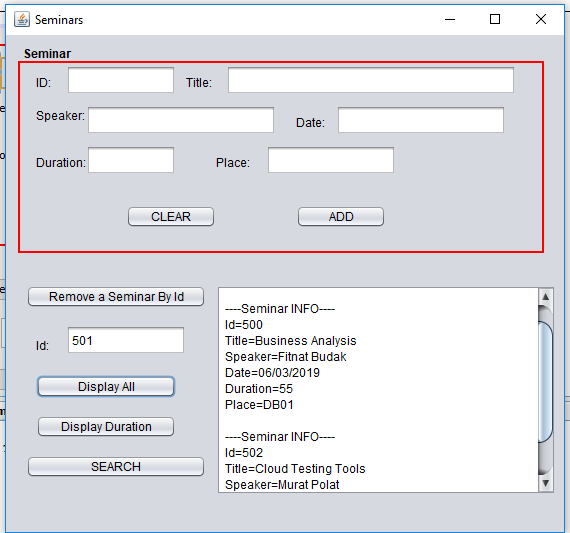 Seminars
Seminar
ID:
Title:
Speaker:
Date:
Duration:
Place:
CLEAR
ADD
Remove a Seminar By Id
Id:
501
Display All
Display Duration
SEARCH
----Seminar INFO----
Id=500
Title=Business Analysis
Speaker=Fitnat Budak
Date=06/03/2019
Duration=55
Place=DB01
----Seminar INFO----
Id=502
Title=Cloud Testing Tools
Speaker=Murat Polat